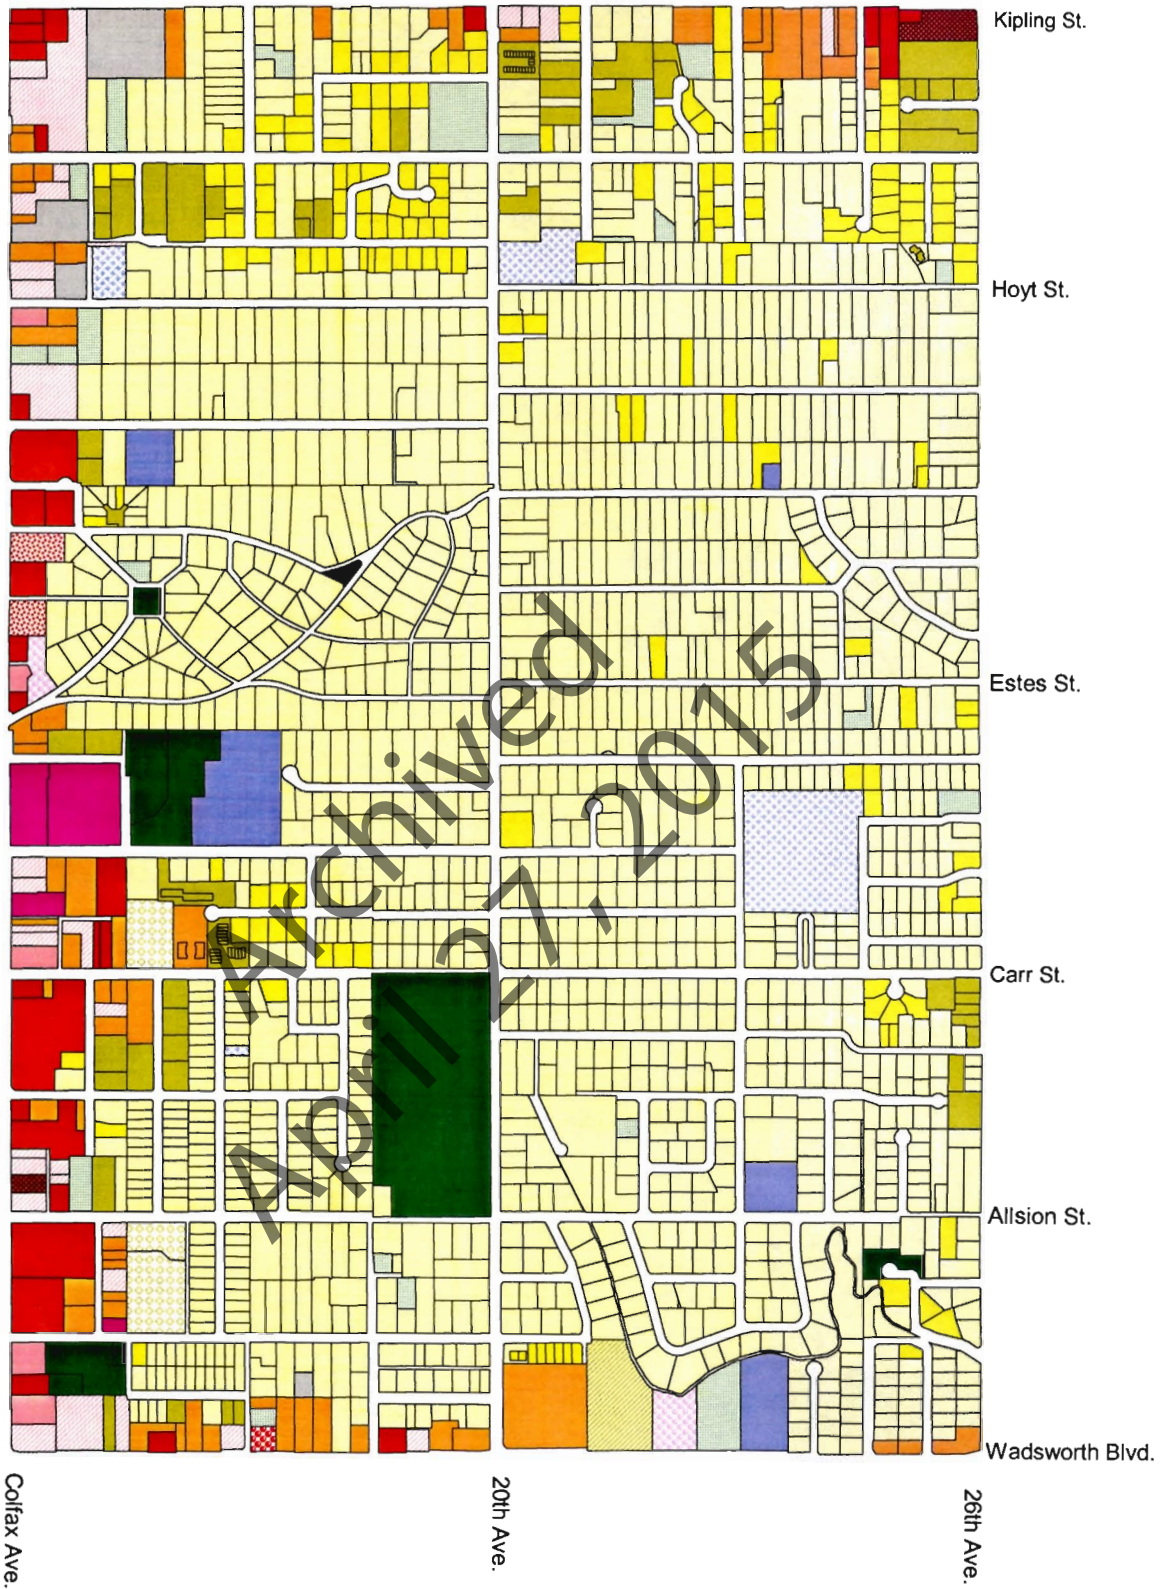 Kipling St.
Hoyt St.
Estes St.
Carr St.
Allsion St.
Wadsworth Blvd.
Colfax Ave.
20th Ave.
26th Ave.
Archived
April 27, 2015